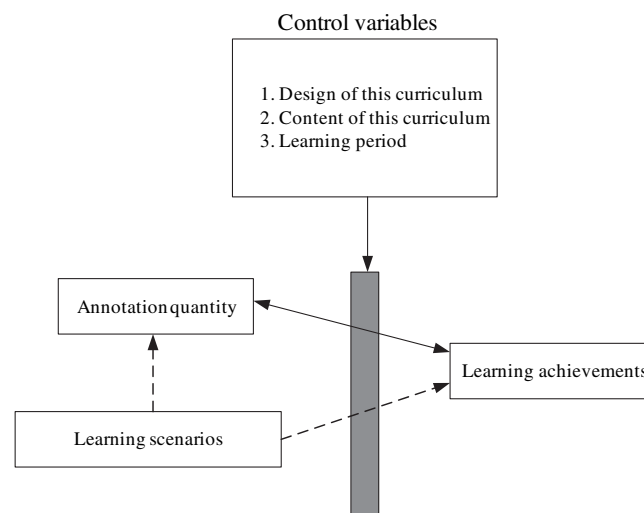 Control variables
1. Design of this curriculum
2. Content of this curriculum
3. Learning period
Annotation quantity
Learning achievements
Learning scenarios